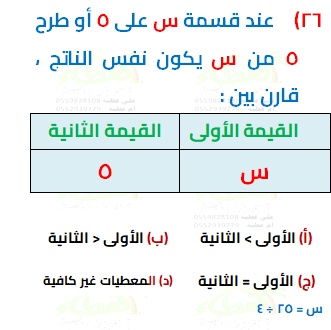 ٢٦) عند قسمة س على ٥ أو طرح
٥ من س يكون نفس الناتج ،
قارن بين :
القيمة الأولى القيمة الثانية
س ٥
(أ) الأولى > الثانية (ب) الأولى < الثانية
(ج) الأولى = الثانية (د) المعطيات غير كافية
س = ٢٥ ÷ ٤